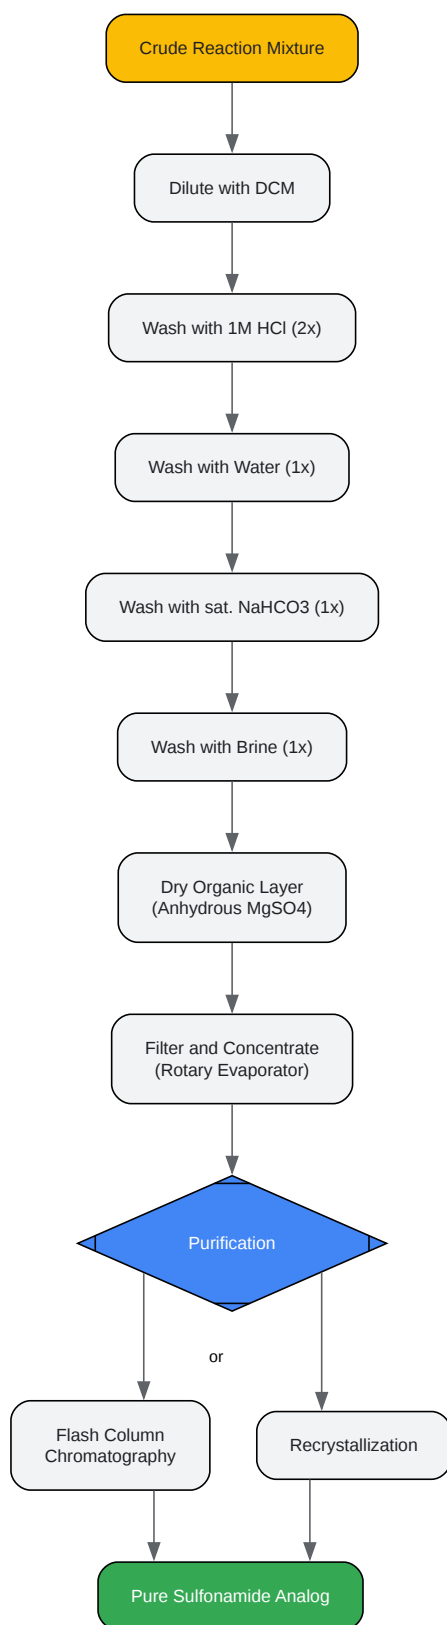 Crude Reaction Mixture
Dilute with DCM
Wash with 1M HCl (2x)
Wash with Water (1x)
Wash with sat. NaHCO3 (1x)
Wash with Brine (1x)
Dry Organic Layer
(Anhydrous MgSO4)
Filter and Concentrate
(Rotary Evaporator)
Purification
or
Flash Column
Chromatography
Recrystallization
Pure Sulfonamide Analog